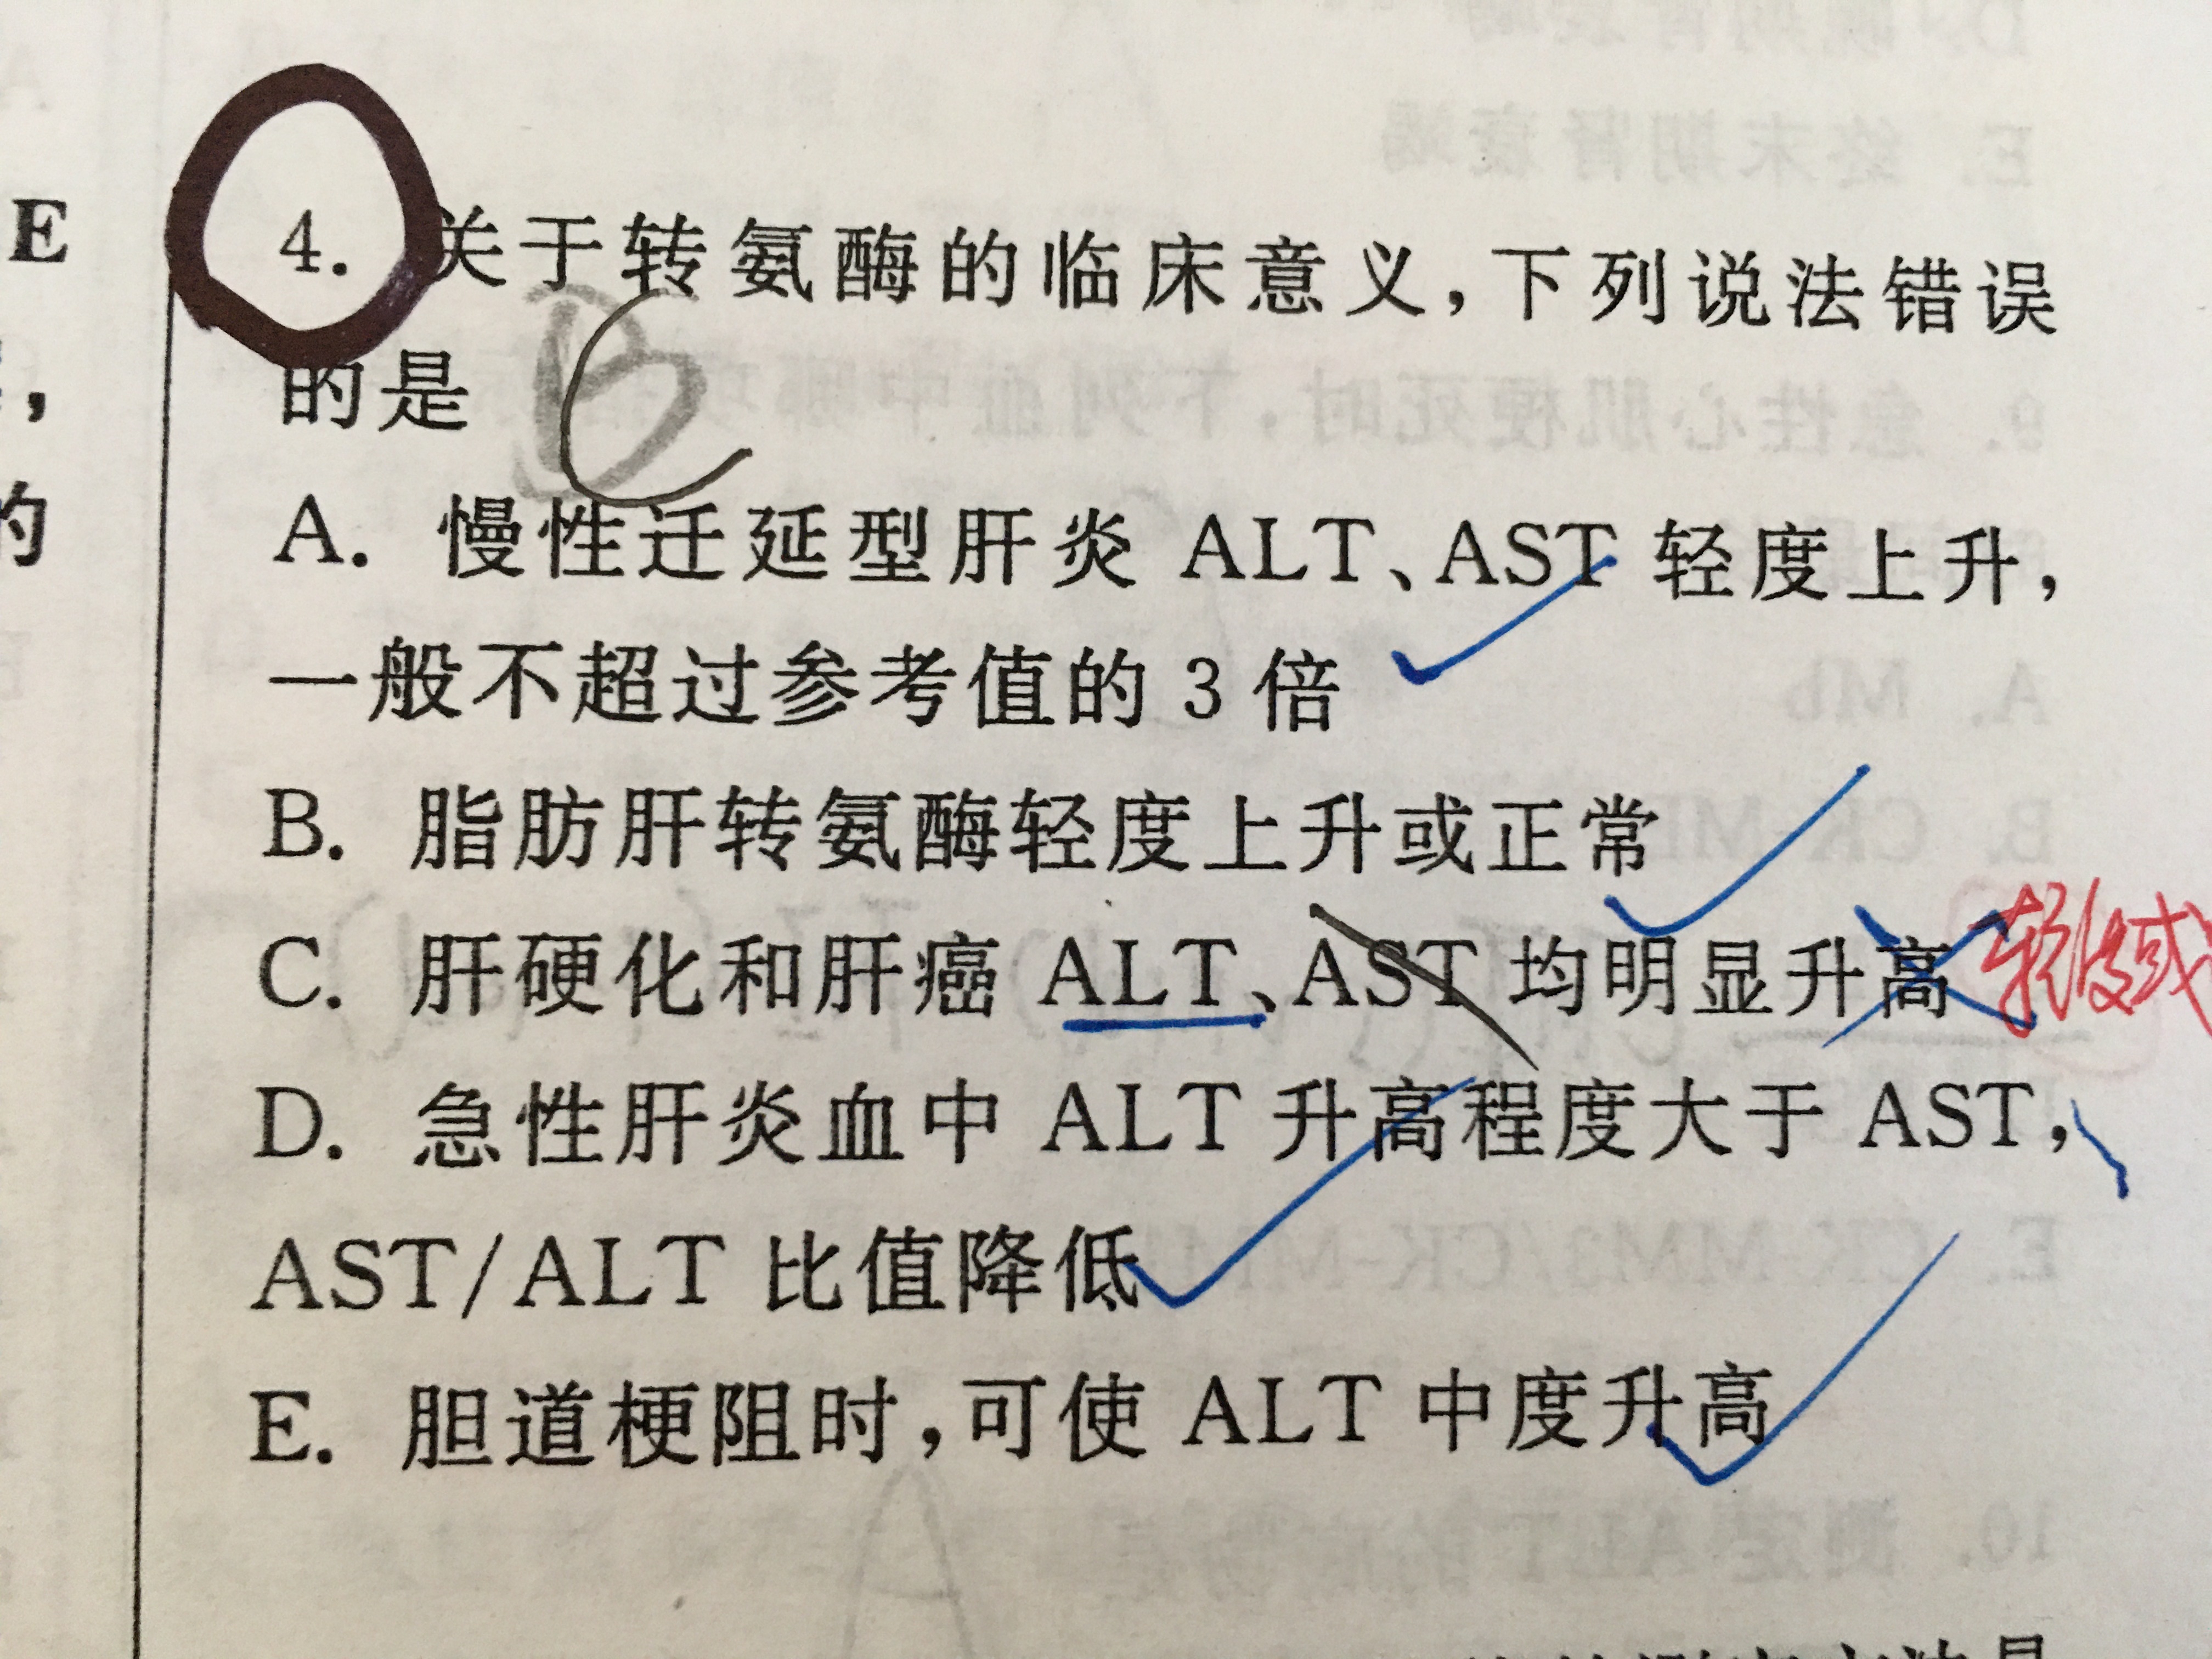 E
，
的
4. 关于转氨酶的临床意义，下列说法错误
的是
A. 慢性迁延型肝炎 ALT、AST 轻度上升，
一般不超过参考值的 3 倍
B. 脂肪肝转氨酶轻度上升或正常
C. 肝硬化和肝癌 ALT、AST 均明显升高
D. 急性肝炎血中 ALT 升高程度大于 AST，
AST/ALT 比值降低
E. 胆道梗阻时，可使 ALT 中度升高